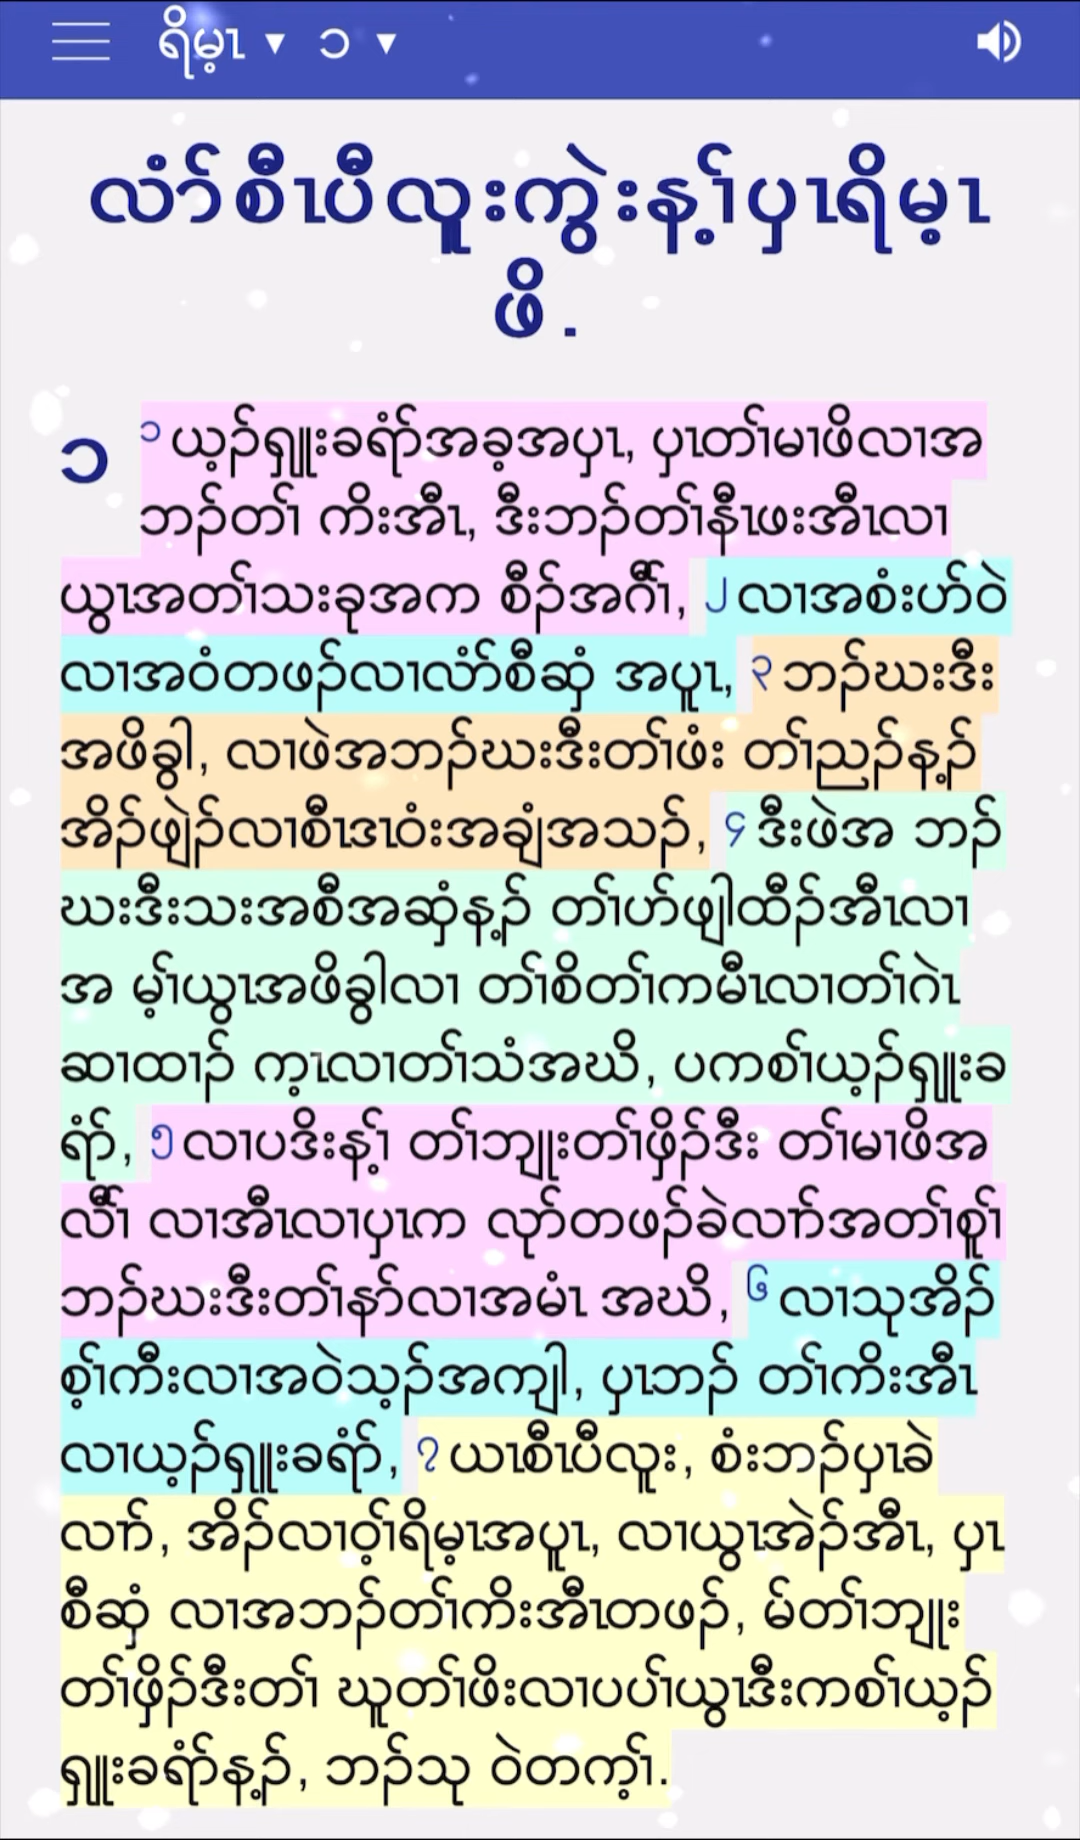 ရိမ့ၤ ▼ ၁ ▼
လံာ်စီၤပီလူးကွဲးန့ၢ်ပှၤရိမ့ၤ
ဖိ.
၁ ၁ ယ့ၣ်ရှူးခရံာ်အခ့အပှၤ, ပှၤတၢ်မၢဖိလၢအ
ဘၣ်တၢ် ကိးအီၤ, ဒီးဘၣ်တၢ်နီၤဖးအီၤလၢ
ယွၤအတၢ်သးခုအက စီၣ်အဂီၢ်, ၂ လၢအစံးဟ်ဝဲ
လၢအဝံတဖၣ်လၢလံာ်စီဆှံ အပူၤ, ၃ ဘၣ်ဃးဒီး
အဖိခွါ, လၢဖဲအဘၣ်ဃးဒီးတၢ်ဖံး တၢ်ညၣ်န့ၣ်
အိၣ်ဖျဲၣ်လၢစီၤဒၤဝံးအချံအသၣ်, ၄ ဒီးဖဲအ ဘၣ်
ဃးဒီးသးအစီအဆှံန့ၣ် တၢ်ဟ်ဖျါထီၣ်အီၤလၢ
အ မ့ၢ်ယွၤအဖိခွါလၢ တၢ်စိတၢ်ကမီၤလၢတၢ်ဂဲၤ
ဆၢထၢၣ် က့ၤလၢတၢ်သံအဃိ, ပကစၢ်ယ့ၣ်ရှူးခ
ရံာ်, ၅ လၢပဒိးန့ၢ် တၢ်ဘျုးတၢ်ဖှိၣ်ဒီး တၢ်မၢဖိအ
လီၢ် လၢအီၤလၢပှၤက လုာ်တဖၣ်ခဲလၢာ်အတၢ်စူၢ်
ဘၣ်ဃးဒီးတၢ်နာ်လၢအမံၤ အဃိ, ၆ လၢသုအိၣ်
စ့ၢ်ကီးလၢအဝဲသ့ၣ်အကျါ, ပှၤဘၣ် တၢ်ကိးအီၤ
လၢယ့ၣ်ရှူးခရံာ်, ၇ ယၤစီၤပီလူး, စံးဘၣ်ပှၤခဲ
လၢာ်, အိၣ်လၢဝ့ၢ်ရိမ့ၤအပူၤ, လၢယွၤအဲၣ်အီၤ, ပှၤ
စီဆှံ လၢအဘၣ်တၢ်ကိးအီၤတဖၣ်, မ်တၢ်ဘျုး
တၢ်ဖှိၣ်ဒီးတၢ် ဃူတၢ်ဖိးလၢပပၢ်ယွၤဒီးကစၢ်ယ့ၣ်
ရှူးခရံာ်န့ၣ်, ဘၣ်သု ဝဲတက့ၢ်.